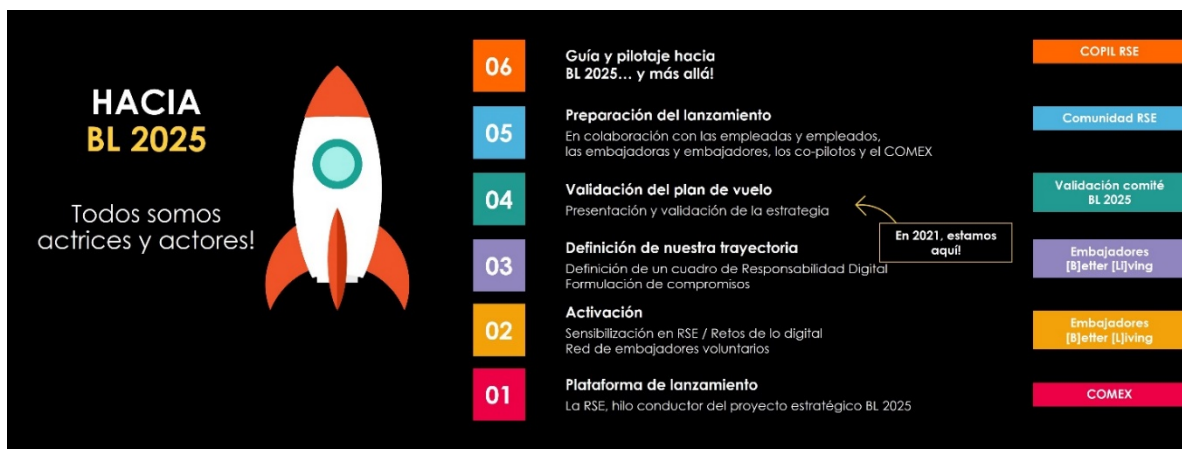 HACIA
BL 2025
Todos somos
actrices y actores!
06
Guía y pilotaje hacia
BL 2025... y más allá!
COPIL RSE
05
Preparación del lanzamiento
En colaboración con las empleadas y empleados,
las embajadoras y embajadores, los co-pilotos y el COMEX
Comunidad RSE
04
Validación del plan de vuelo
Presentación y validación de la estrategia
Validación comité
BL 2025
En 2021, estamos
aquí!
03
Definición de nuestra trayectoria
Definición de un cuadro de Responsabilidad Digital
Formulación de compromisos
Embajadores
[B]etter [LI]ving
02
Activación
Sensibilización en RSE / Retos de lo digital
Red de embajadores voluntarios
Embajadores
[B]etter [L]iving
01
Plataforma de lanzamiento
La RSE, hilo conductor del proyecto estratégico BL 2025
COMEX